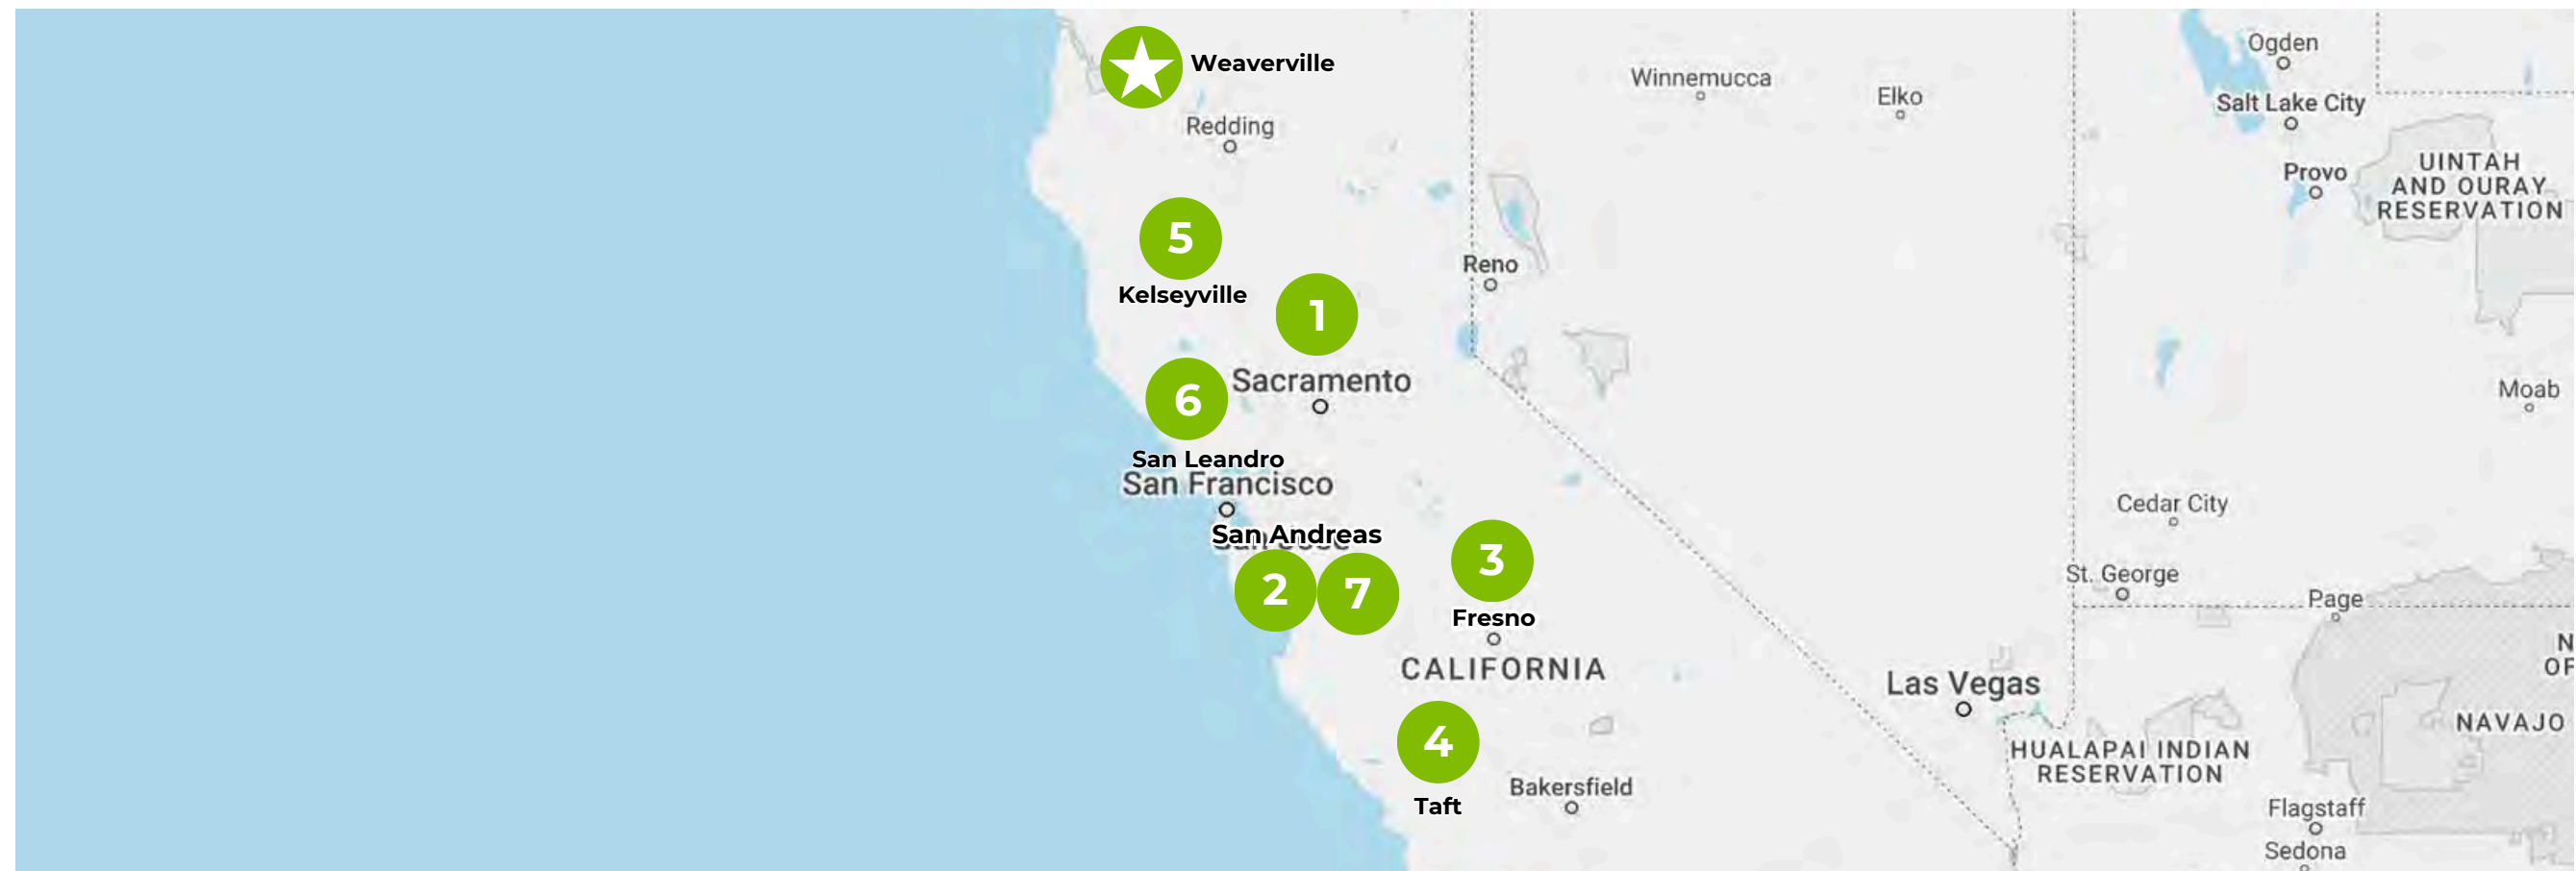 Weaverville
Redding
5
Kelseyville
1
6
Sacramento
San Leandro
San Francisco
San Andreas
2
7
3
Fresno
CALIFORNIA
4
Taft
Bakersfield
Winnemucca
Elko
Reno
Ogden
Salt Lake City
Provo
UINTAH
AND OURAY
RESERVATION
Moab
Cedar City
St. George
Page
Las Vegas
HUALAPAI INDIAN
RESERVATION
N
OF
NAVAJO
Flagstaff
Sedona